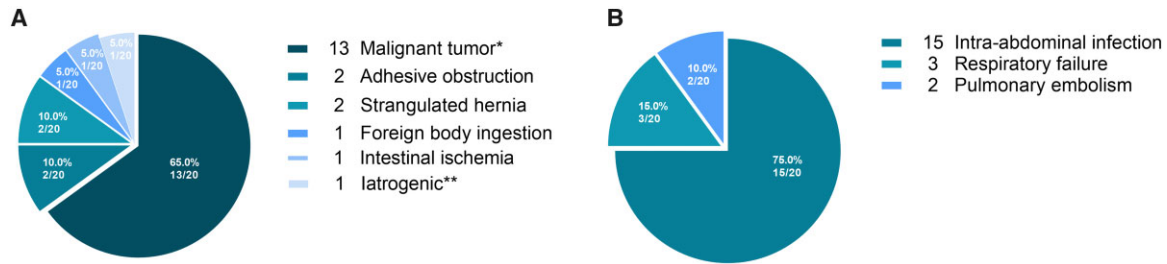 A
5.0%
1/20
5.0%
1/20
5.0%
1/20
10.0%
2/20
10.0%
2/20
65.0%
13/20
13 Malignant tumor*
2 Adhesive obstruction
2 Strangulated hernia
1 Foreign body ingestion
1 Intestinal ischemia
1 Iatrogenic**
B
10.0%
2/20
15.0%
3/20
75.0%
15/20
15 Intra-abdominal infection
3 Respiratory failure
2 Pulmonary embolism